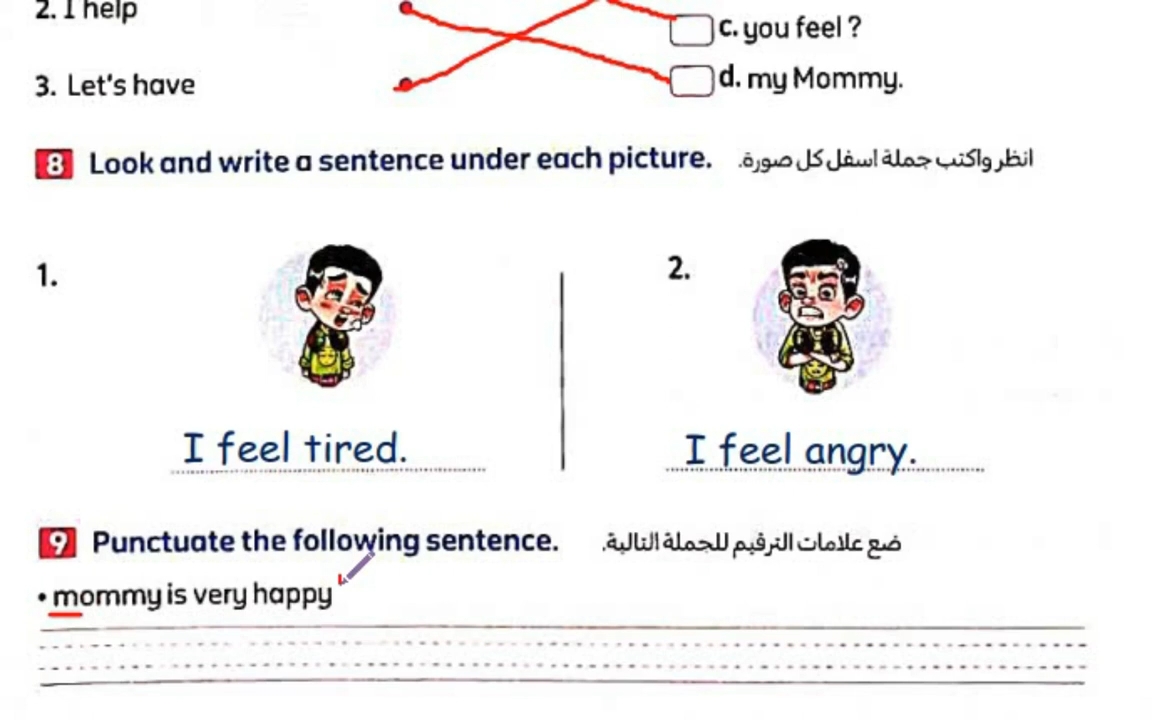 2. I help
c. you feel ?
3. Let's have
d. my Mommy.
8 Look and write a sentence under each picture. انظر واكتب جملة اسفل كل صورة.
1.
2.
I feel tired.
I feel angry.
9 Punctuate the following sentence. ضع علامات الترقيم للجملة التالية.
• mommy is very happy